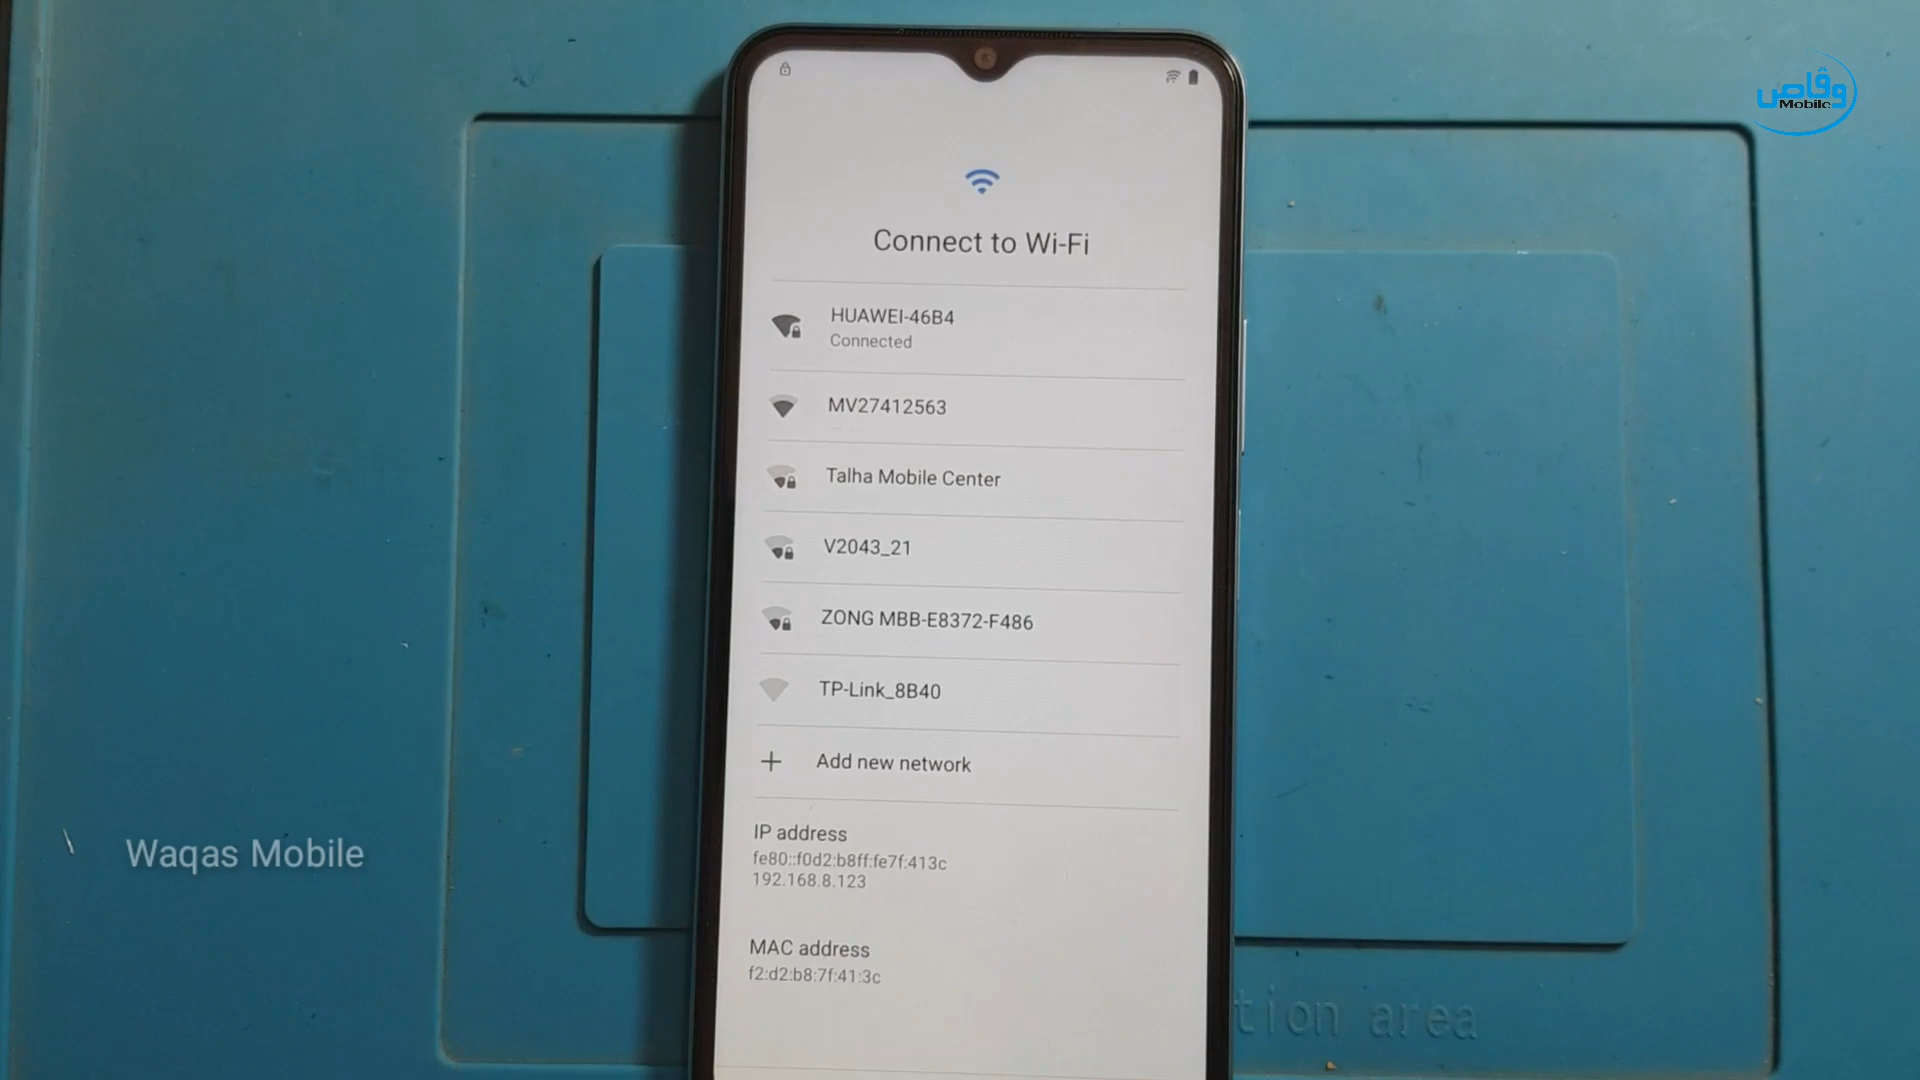 وقاص
Mobile
Connect to Wi-Fi
HUAWEI-46B4
Connected
MV27412563
Talha Mobile Center
V2043_21
ZONG MBB-E8372-F486
TP-Link_8B40
Add new network
IP address
fe80::f0d2:b8ff:fe7f:413c
192.168.8.123
MAC address
f2:d2:b8:7f:41:3c
Waqas Mobile
tion area